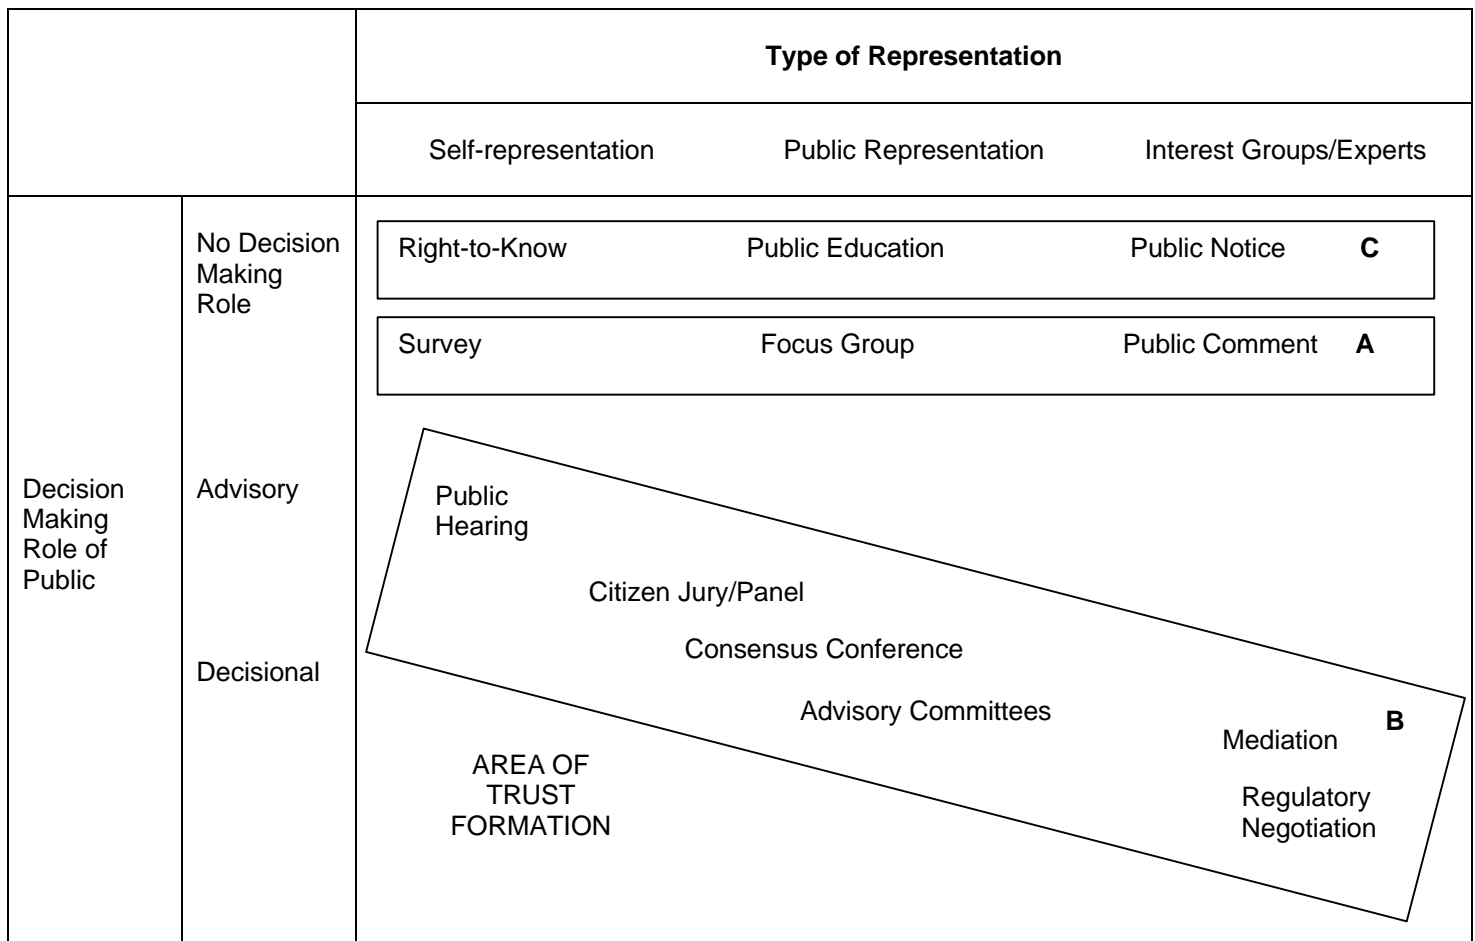 Type of Representation
Self-representation Public Representation Interest Groups/Experts
No Decision
Making
Role
Right-to-Know Public Education Public Notice C
Survey Focus Group Public Comment A
Decision
Making
Role of
Public
Advisory
Public
Hearing
Citizen Jury/Panel
Consensus Conference
Decisional
Advisory Committees
B
Mediation
Regulatory
Negotiation
AREA OF
TRUST
FORMATION